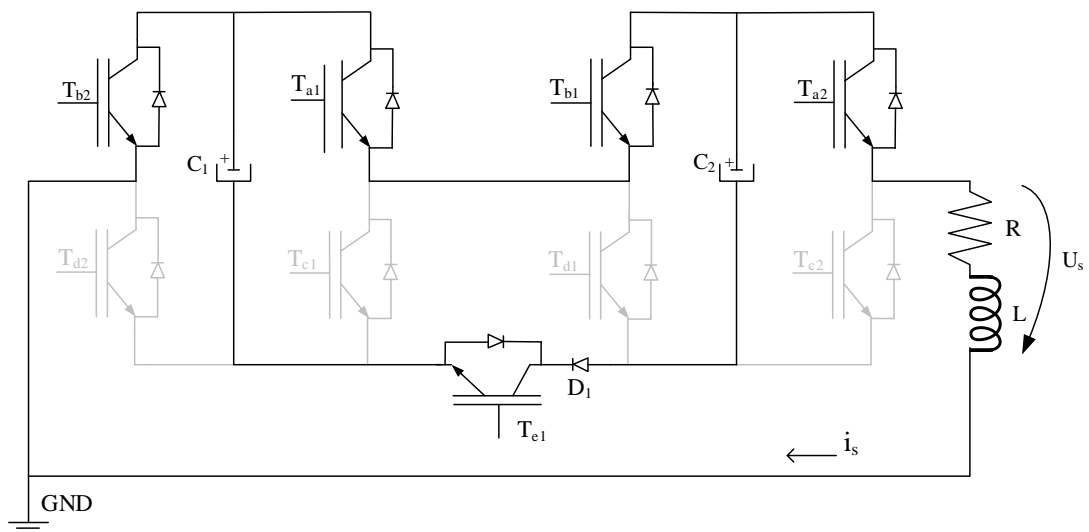 Tb2
Ta1
Tb1
Ta2
C1
+
C2
+
Td2
Tc1
Td1
Tc2
R
Us
L
D1
Te1
is
GND